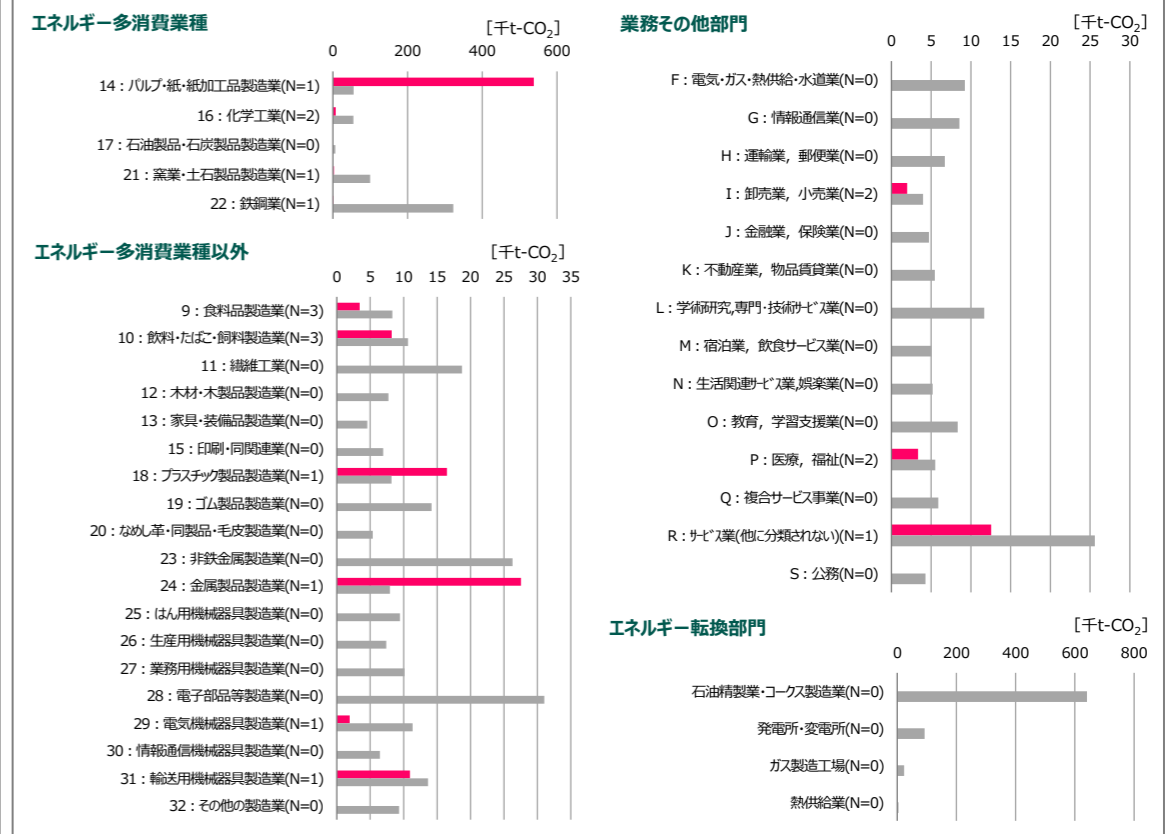 エネルギー多消費業種
[千t-CO₂]
0 200 400 600
14：パルプ・紙・紙加工品製造業(N=1)
16：化学工業(N=2)
17：石油製品・石炭製品製造業(N=0)
21：窯業・土石製品製造業(N=1)
22：鉄鋼業(N=1)
エネルギー多消費業種以外
[千t-CO₂]
0 5 10 15 20 25 30 35
9：食料品製造業(N=3)
10：飲料・たばこ・飼料製造業(N=3)
11：繊維工業(N=0)
12：木材・木製品製造業(N=0)
13：家具・装備品製造業(N=0)
15：印刷・同関連業(N=0)
18：プラスチック製品製造業(N=1)
19：ゴム製品製造業(N=0)
20：なめし革・同製品・毛皮製造業(N=0)
23：非鉄金属製造業(N=0)
24：金属製品製造業(N=1)
25：はん用機械器具製造業(N=0)
26：生産用機械器具製造業(N=0)
27：業務用機械器具製造業(N=0)
28：電子部品等製造業(N=0)
29：電気機械器具製造業(N=1)
30：情報通信機械器具製造業(N=0)
31：輸送用機械器具製造業(N=1)
32：その他の製造業(N=0)
業務その他部門
[千t-CO₂]
0 5 10 15 20 25 30
F：電気・ガス・熱供給・水道業(N=0)
G：情報通信業(N=0)
H：運輸業，郵便業(N=0)
I：卸売業，小売業(N=2)
J：金融業，保険業(N=0)
K：不動産業，物品賃貸業(N=0)
L：学術研究,専門・技術ｻｰﾋﾞｽ業(N=0)
M：宿泊業，飲食サービス業(N=0)
N：生活関連ｻｰﾋﾞｽ業,娯楽業(N=0)
O：教育，学習支援業(N=0)
P：医療，福祉(N=2)
Q：複合サービス事業(N=0)
R：ｻｰﾋﾞｽ業(他に分類されない)(N=1)
S：公務(N=0)
エネルギー転換部門
[千t-CO₂]
0 200 400 600 800
石油精製業・コークス製造業(N=0)
発電所・変電所(N=0)
ガス製造工場(N=0)
熱供給業(N=0)